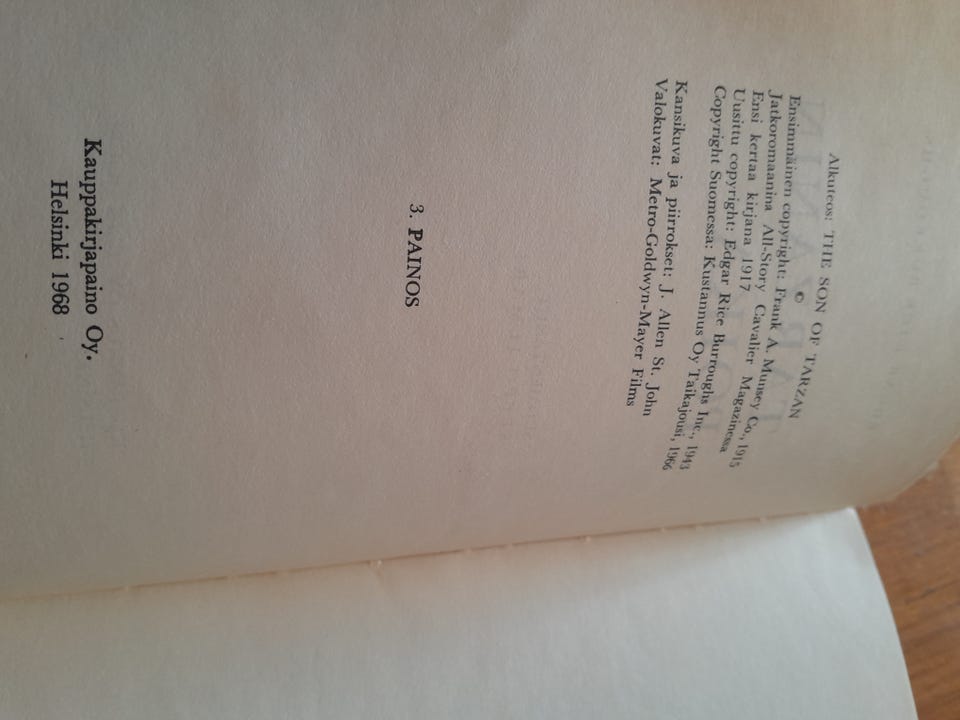 Alkuteos: THE SON OF TARZAN
©
Ensimmäinen copyright: Frank A. Munsey Co., 1915
Jatkoromaanina All-Story Cavalier Magazinessa
Ensi kertaa kirjana 1917
Uusittu copyright: Edgar Rice Burroughs Inc., 1943
Copyright Suomessa: Kustannus Oy Taikajousi, 1966
Kansikuva ja piirrokset: J. Allen St. John
Valokuvat: Metro-Goldwyn-Mayer Films
3. PAINOS
Kauppakirjapaino Oy.
Helsinki 1968